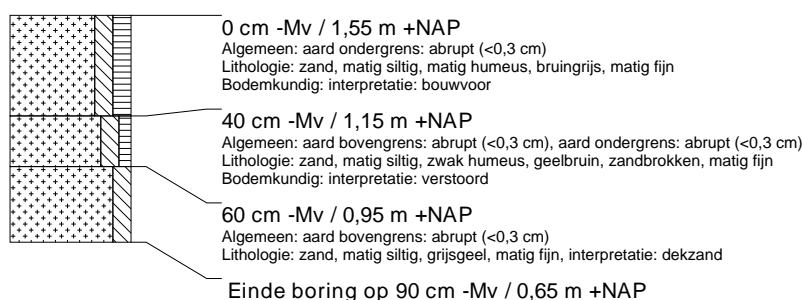 0 cm -Mv / 1,55 m +NAP
Algemeen: aard ondergrens: abrupt (<0,3 cm)
Lithologie: zand, matig siltig, matig humeus, bruingrijs, matig fijn
Bodemkundig: interpretatie: bouwvoor
40 cm -Mv / 1,15 m +NAP
Algemeen: aard bovengrens: abrupt (<0,3 cm), aard ondergrens: abrupt (<0,3 cm)
Lithologie: zand, matig siltig, zwak humeus, geelbruin, zandbrokken, matig fijn
Bodemkundig: interpretatie: verstoord
60 cm -Mv / 0,95 m +NAP
Algemeen: aard bovengrens: abrupt (<0,3 cm)
Lithologie: zand, matig siltig, grijsgeel, matig fijn, interpretatie: dekzand
Einde boring op 90 cm -Mv / 0,65 m +NAP